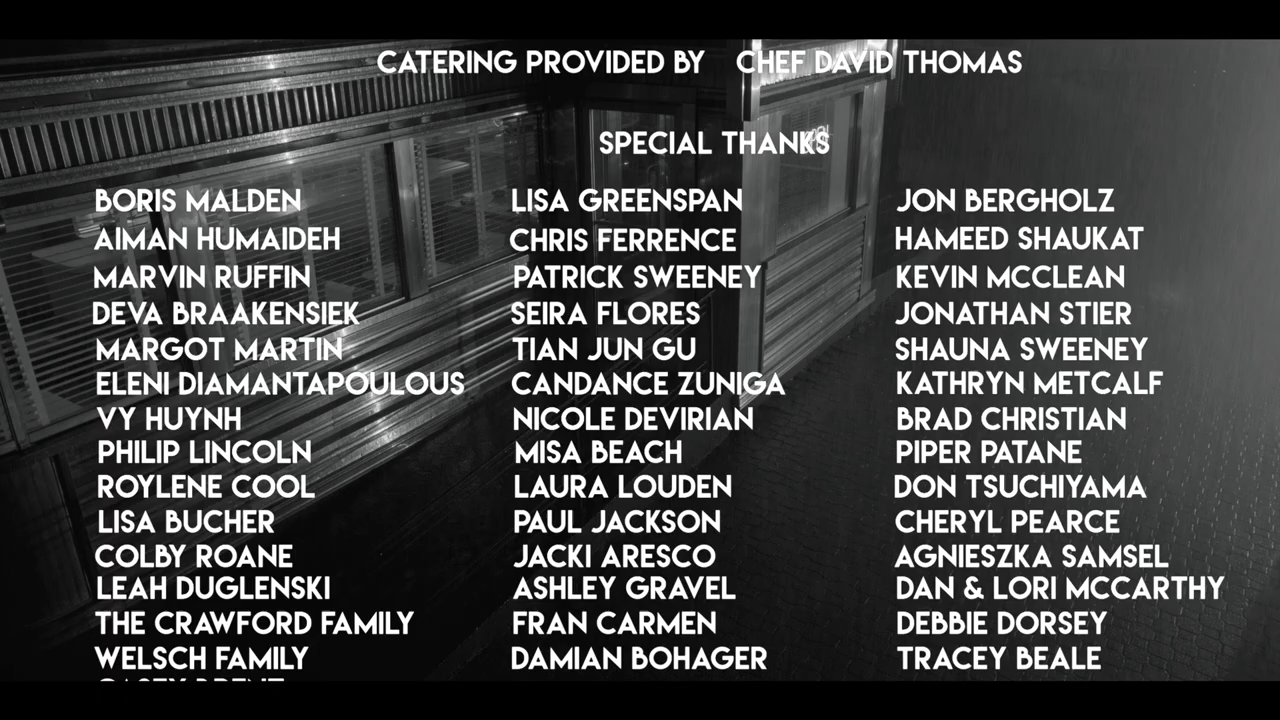 CATERING PROVIDED BY CHEF DAVID THOMAS
SPECIAL THANKS
BORIS MALDEN LISA GREENSPAN JON BERGHOLZ
AIMAN HUMAIDEH CHRIS FERRENCE HAMEED SHAUKAT
MARVIN RUFFIN PATRICK SWEENEY KEVIN MCCLEAN
DEVA BRAAKENSIEK SEIRA FLORES JONATHAN STIER
MARGOT MARTIN TIAN JUN GU SHAUNA SWEENEY
ELENI DIAMANTAPOULOUS CANDANCE ZUNIGA KATHRYN METCALF
VY HUYNH NICOLE DEVIRIAN BRAD CHRISTIAN
PHILIP LINCOLN MISA BEACH PIPER PATANE
ROYLENE COOL LAURA LOUDEN DON TSUCHIYAMA
LISA BUCHER PAUL JACKSON CHERYL PEARCE
COLBY ROANE JACKI ARESCO AGNIESZKA SAMSEL
LEAH DUGLENSKI ASHLEY GRAVEL DAN & LORI MCCARTHY
THE CRAWFORD FAMILY FRAN CARMEN DEBBIE DORSEY
WELSCH FAMILY DAMIAN BOHAGER TRACEY BEALE